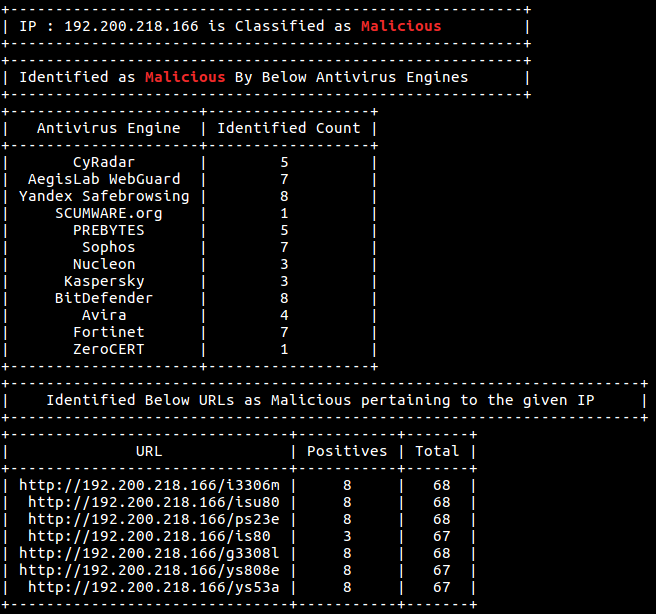 IP : 192.200.218.166 is Classified as Malicious
Identified as Malicious By Below Antivirus Engines
Antivirus Engine | Identified Count
CyRadar | 5
AegisLab WebGuard | 7
Yandex Safebrowsing | 8
SCUMWARE.org | 1
PREBYTES | 5
Sophos | 7
Nucleon | 3
Kaspersky | 3
BitDefender | 8
Avira | 4
Fortinet | 7
ZeroCERT | 1
Identified Below URLs as Malicious pertaining to the given IP
URL | Positives | Total
http://192.200.218.166/i3306m | 8 | 68
http://192.200.218.166/isu80 | 8 | 68
http://192.200.218.166/ps23e | 8 | 68
http://192.200.218.166/is80 | 3 | 67
http://192.200.218.166/g3308l | 8 | 68
http://192.200.218.166/ys808e | 8 | 67
http://192.200.218.166/ys53a | 8 | 67